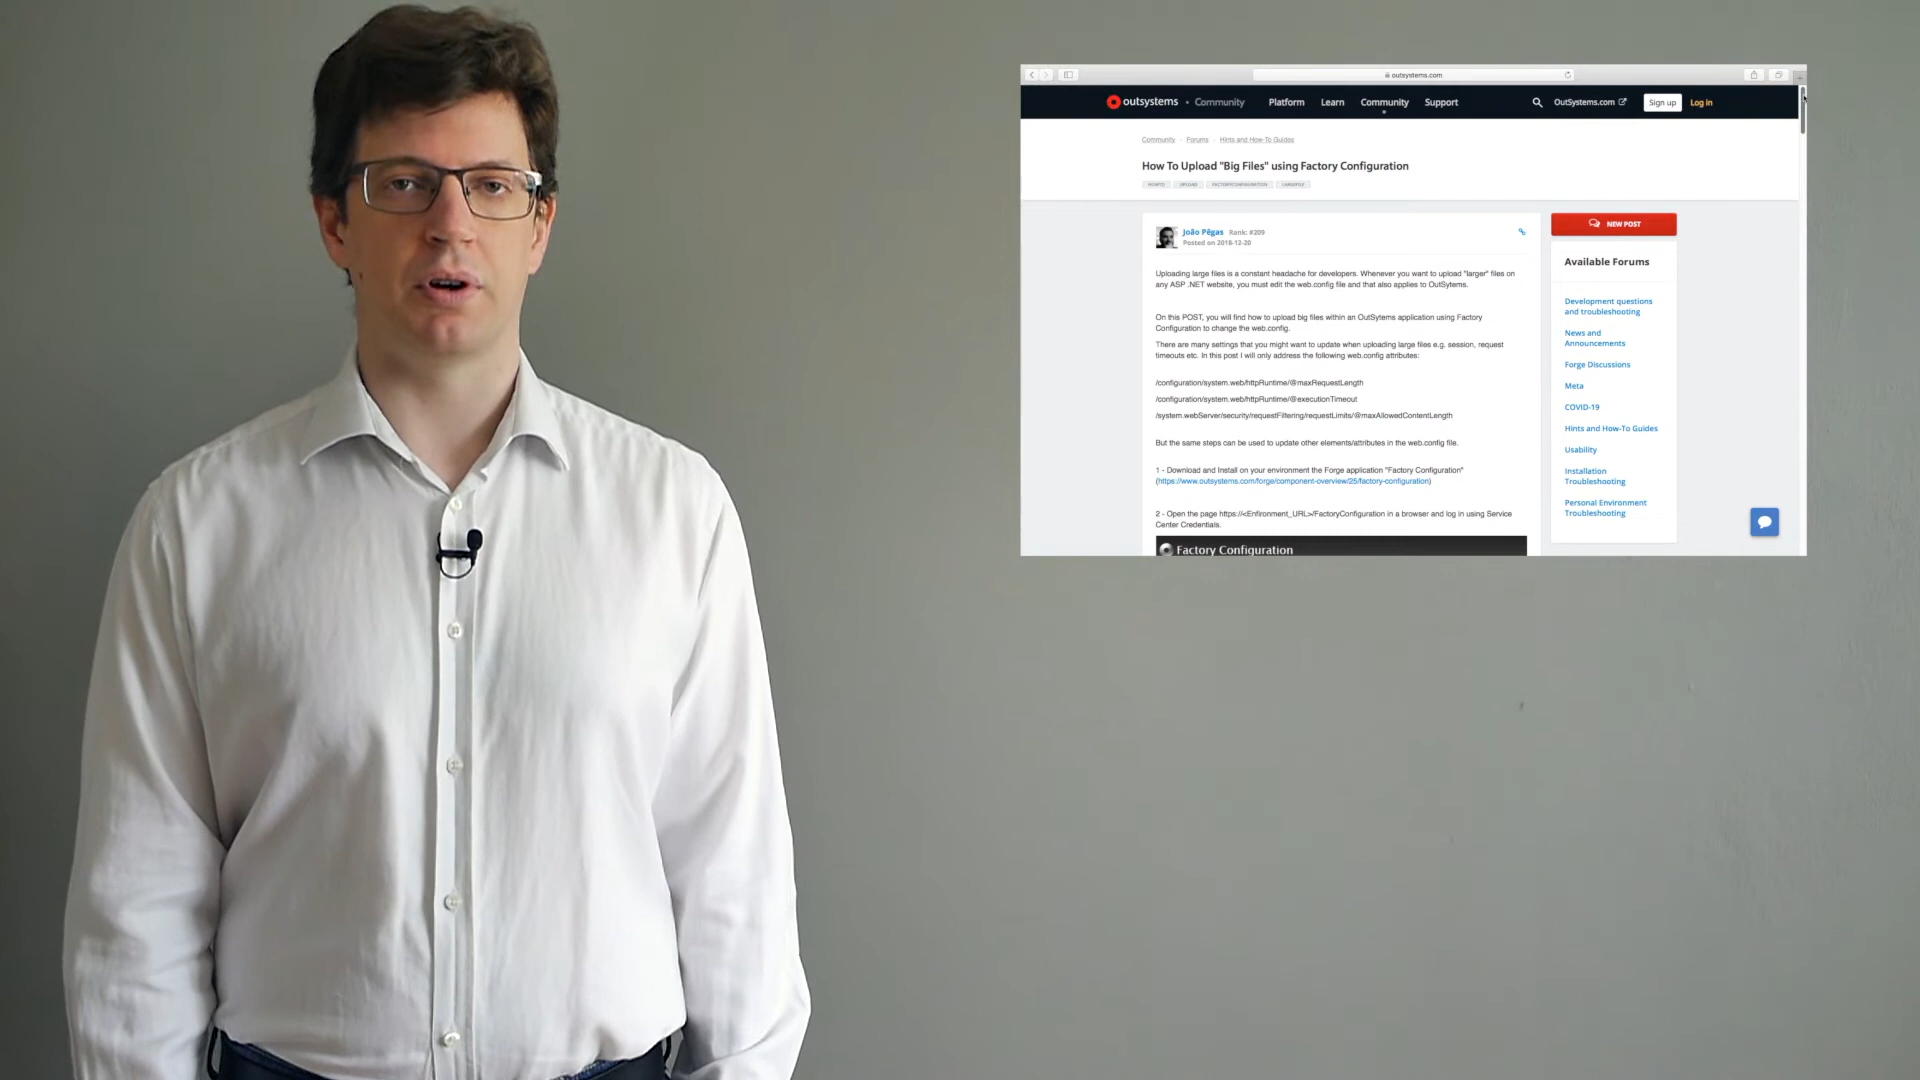 outsystems.com
outsystems • Community Platform Learn Community Support OutSystems.com Sign up Log in
Community Forums Hints and How-To Guides
How To Upload "Big Files" using Factory Configuration
HOWTO UPLOAD FACTORYCONFIGURATION LARGEFILE
João Pêgas Rank: #209
Posted on 2018-12-20
Uploading large files is a constant headache for developers. Whenever you want to upload "larger" files on
any ASP .NET website, you must edit the web.config file and that also applies to OutSytems.
On this POST, you will find how to upload big files within an OutSytems application using Factory
Configuration to change the web.config.
There are many settings that you might want to update when uploading large files e.g. session, request
timeouts etc. In this post I will only address the following web.config attributes:
/configuration/system.web/httpRuntime/@maxRequestLength
/configuration/system.web/httpRuntime/@executionTimeout
/system.webServer/security/requestFiltering/requestLimits/@maxAllowedContentLength
But the same steps can be used to update other elements/attributes in the web.config file.
1 - Download and Install on your environment the Forge application "Factory Configuration"
(https://www.outsystems.com/forge/component-overview/25/factory-configuration)
2 - Open the page https://<Enfironment_URL>/FactoryConfiguration in a browser and log in using Service
Center Credentials.
Factory Configuration
NEW POST
Available Forums
Development questions
and troubleshooting
News and
Announcements
Forge Discussions
Meta
COVID-19
Hints and How-To Guides
Usability
Installation
Troubleshooting
Personal Environment
Troubleshooting